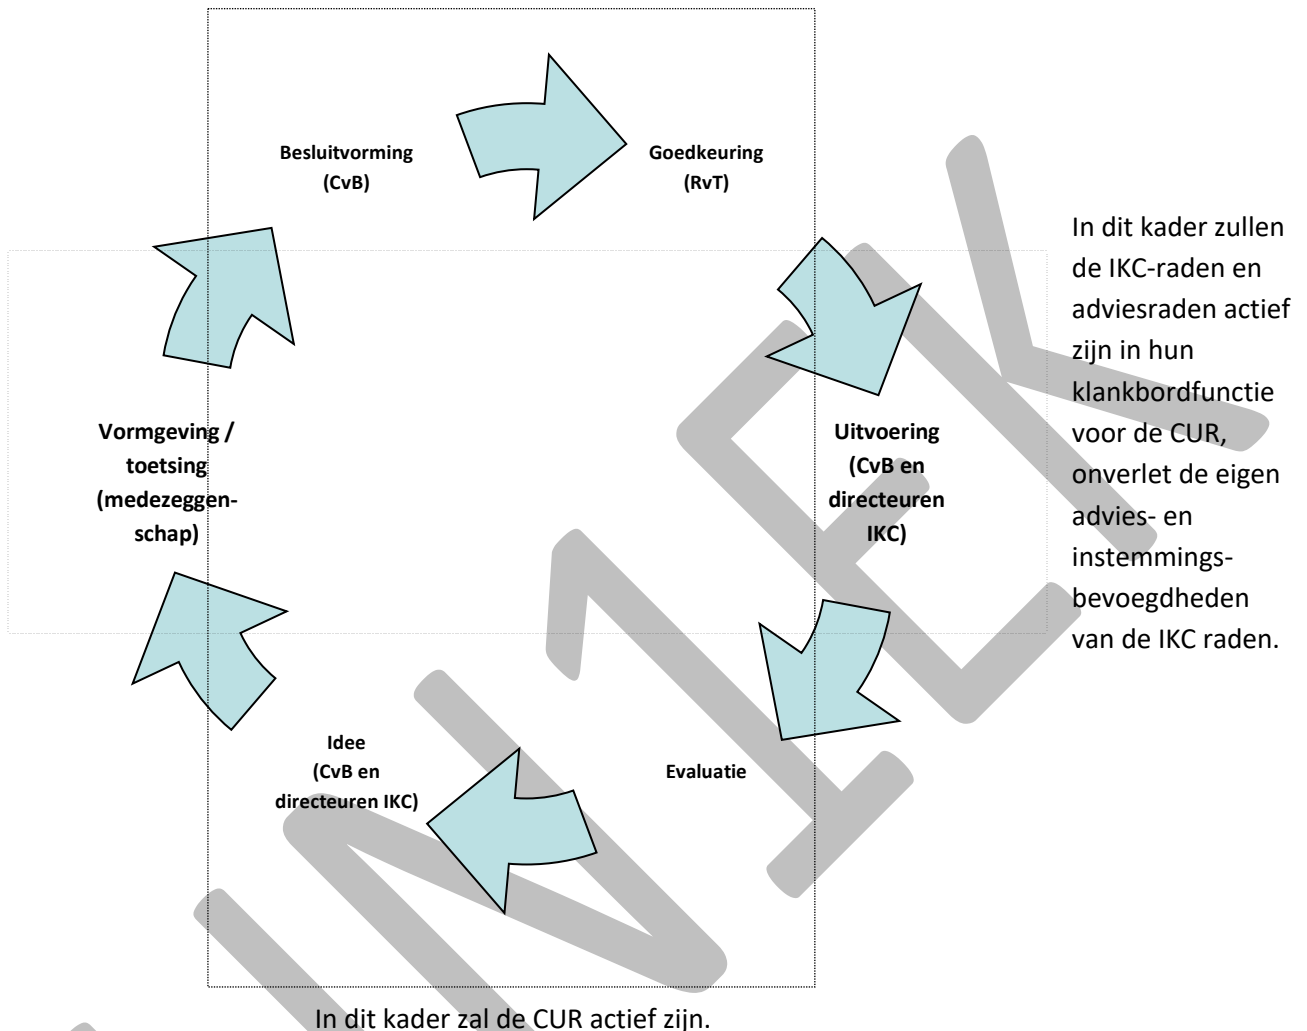 Besluitvorming
(CvB)
Goedkeuring
(RvT)
In dit kader zullen
de IKC-raden en
adviesraden actief
zijn in hun
klankbordfunctie
voor de CUR,
onverlet de eigen
advies- en
instemmings-
bevoegdheden
van de IKC raden.
Vormgeving /
toetsing
(medezeggen-
schap)
Uitvoering
(CvB en
directeuren
IKC)
Idee
(CvB en
directeuren IKC)
Evaluatie
In dit kader zal de CUR actief zijn.